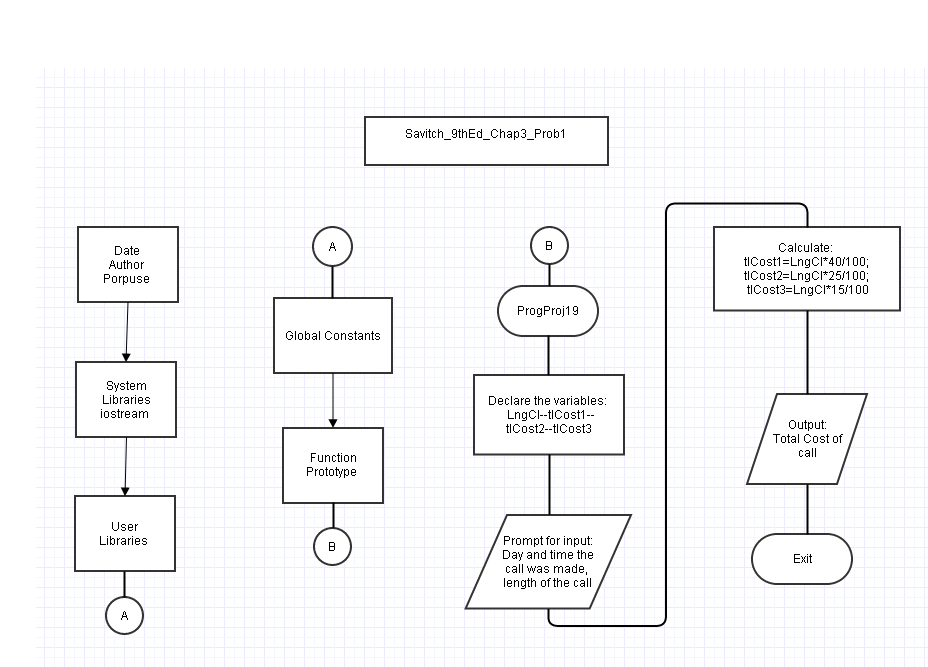 Savitch_9thEd_Chap3_Prob1
Date
Author
Porpuse
System
Libraries
iostream
User
Libraries
A
A
Global Constants
Function
Prototype
B
B
ProgProj19
Declare the variables:
LngCl--tlCost1--
tlCost2--tlCost3
Prompt for input:
Day and time the
call was made,
length of the call
Calculate:
tlCost1=LngCl*40/100;
tlCost2=LngCl*25/100;
tlCost3=LngCl*15/100
Output:
Total Cost of
call
Exit